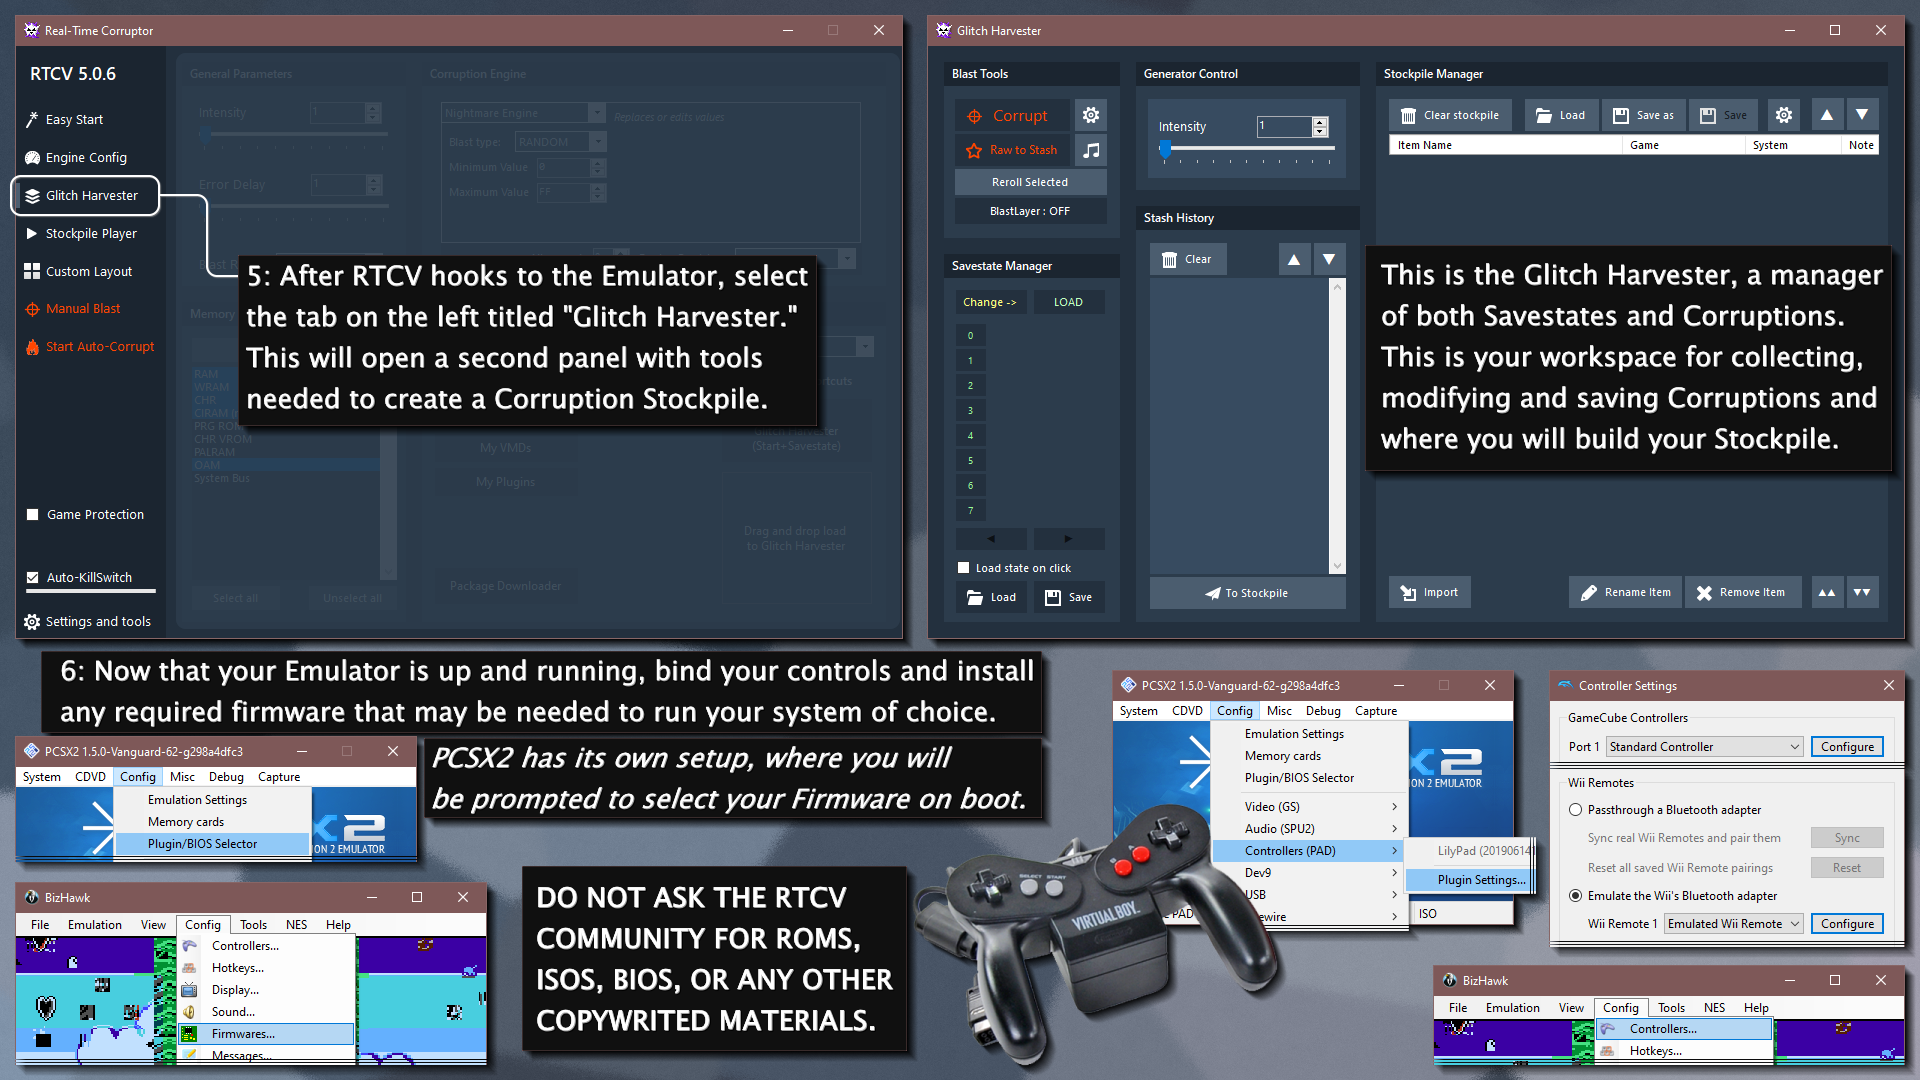 Real-Time Corruptor
RTCV 5.0.6
Easy Start
Engine Config
Glitch Harvester
Stockpile Player
Custom Layout
Manual Blast
Start Auto-Corrupt
Game Protection
Auto-KillSwitch
Settings and tools
General Parameters
Intensity
1
Error Delay
1
Corruption Engine
Nightmare Engine
Replaces or edits values
Blast type:
RANDOM
Minimum Value
0
Maximum Value
FF
Memory
RAM
WRAM
CHR
PRG ROM
CHR VROM
PALRAM
OAM
System Bus
Select all
Unselect all
My VMDs
My Plugins
Package Downloader
(Start+Savestate)
Drag and drop load
to Glitch Harvester
5: After RTCV hooks to the Emulator, select
the tab on the left titled "Glitch Harvester."
This will open a second panel with tools
needed to create a Corruption Stockpile.
Glitch Harvester
Blast Tools
Corrupt
Raw to Stash
Reroll Selected
BlastLayer : OFF
Savestate Manager
Change ->
LOAD
0
1
2
3
4
5
6
7
Load state on click
Load
Save
Generator Control
Intensity
1
Stash History
Clear
To Stockpile
Stockpile Manager
Clear stockpile
Load
Save as
Save
Item Name
Game
System
Note
Import
Rename Item
Remove Item
This is the Glitch Harvester, a manager
of both Savestates and Corruptions.
This is your workspace for collecting,
modifying and saving Corruptions and
where you will build your Stockpile.
6: Now that your Emulator is up and running, bind your controls and install
any required firmware that may be needed to run your system of choice.
PCSX2 1.5.0-Vanguard-62-g298a4dfc3
System CDVD Config Misc Debug Capture
Emulation Settings
Memory cards
Plugin/BIOS Selector
X2
ION 2 EMULATOR
PCSX2 has its own setup, where you will
be prompted to select your Firmware on boot.
BizHawk
File Emulation View Config Tools NES Help
Controllers...
Hotkeys...
Display...
Sound...
Firmwares...
Messages...
DO NOT ASK THE RTCV
COMMUNITY FOR ROMS,
ISOS, BIOS, OR ANY OTHER
COPYWRITED MATERIALS.
SELECT START
VIRTUAL BOY.
PCSX2 1.5.0-Vanguard-62-g298a4dfc3
System CDVD Config Misc Debug Capture
Emulation Settings
Memory cards
Plugin/BIOS Selector
Video (GS)
Audio (SPU2)
Controllers (PAD)
Dev9
USB
ewire
X2
ION 2 EMULATOR
LilyPad (201906141
Plugin Settings...
PAD
ISO
Controller Settings
GameCube Controllers
Port 1
Standard Controller
Configure
Wii Remotes
Passthrough a Bluetooth adapter
Sync real Wii Remotes and pair them
Sync
Reset all saved Wii Remote pairings
Reset
Emulate the Wii's Bluetooth adapter
Wii Remote 1
Emulated Wii Remote
Configure
BizHawk
File Emulation View Config Tools NES Help
Controllers...
Hotkeys...